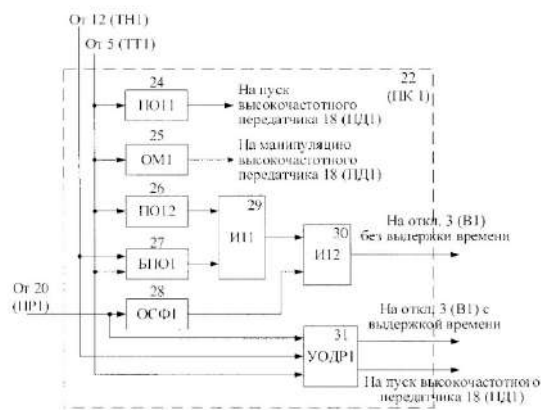 От 12 (ТН1)
От 5 (ТТ1)
22
(ПК 1)
24
ПО11
На пуск
высокочастотного
передатчика 18 (ПД1)
25
ОМ1
На манипуляцию
высокочастотного
передатчика 18 (ПД1)
26
ПО12
29
И11
27
БПО1
30
И12
На откл. 3 (В1)
без выдержки времени
От 20
(ПР1)
28
ОСФ1
31
УОДР1
На откл. 3 (В1) с
выдержкой времени
На пуск высокочастотного
передатчика 18 (ПД1)